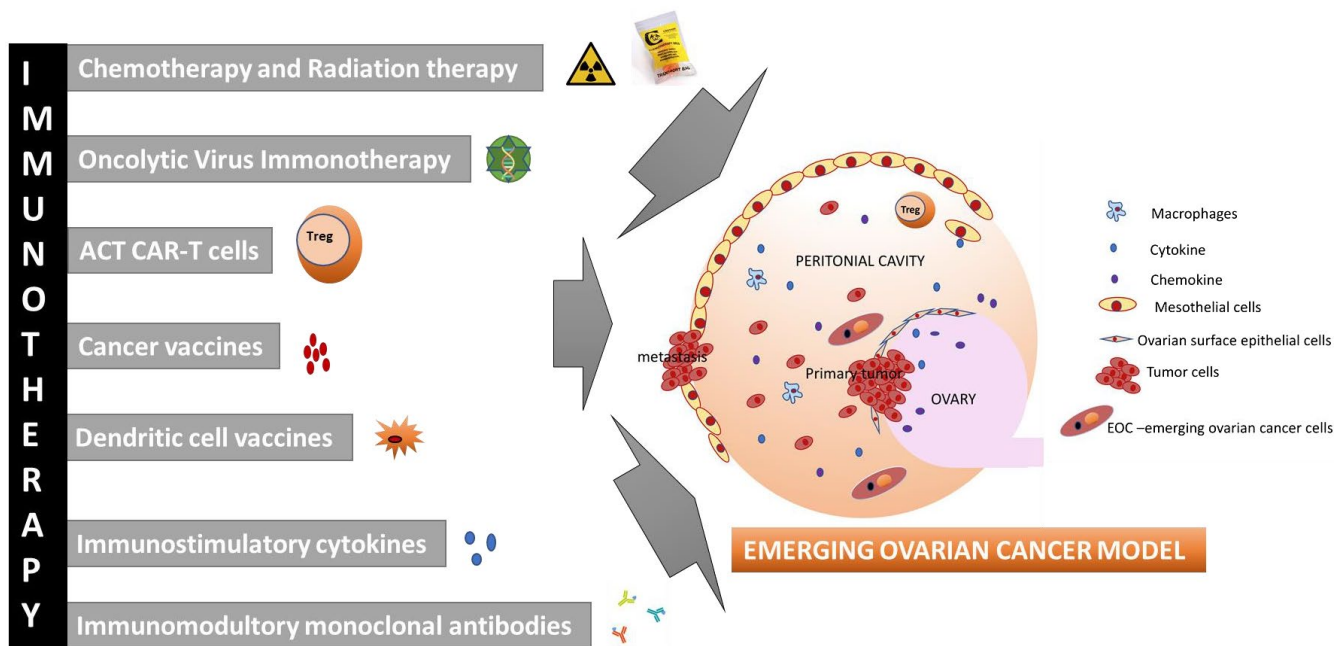 IMMUNOTHERAPY
Chemotherapy and Radiation therapy
Oncolytic Virus Immonotherapy
ACT CAR-T cells
Treg
Cancer vaccines
Dendritic cell vaccines
Immunostimulatory cytokines
Immunomodultory monoclonal antibodies
Treg
PERITONIAL CAVITY
metastasis
Primary tumor
OVARY
EMERGING OVARIAN CANCER MODEL
Macrophages
Cytokine
Chemokine
Mesothelial cells
Ovarian surface epithelial cells
Tumor cells
EOC –emerging ovarian cancer cells